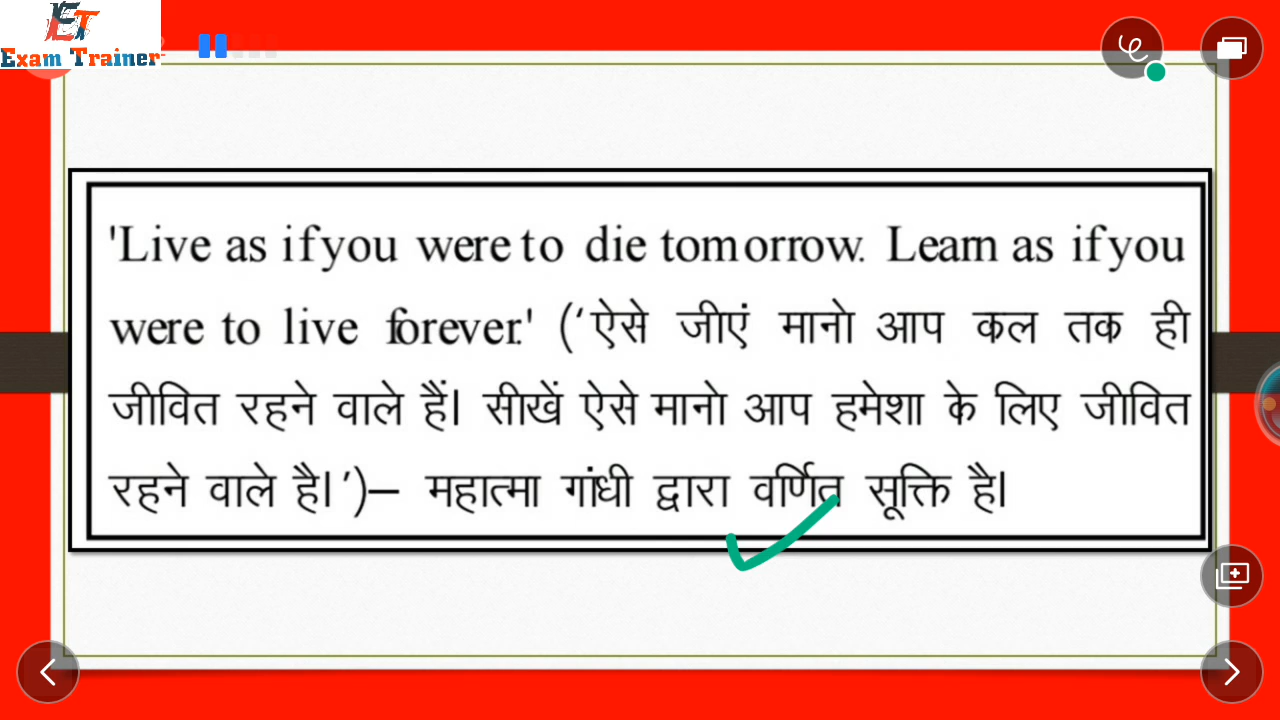 ET
Exam Trainer
'Live as if you were to die tomorrow. Learn as if you
were to live forever.' (‘ऐसे जीएं मानो आप कल तक ही
जीवित रहने वाले हैं। सीखें ऐसे मानो आप हमेशा के लिए जीवित
रहने वाले है।’)– महात्मा गांधी द्वारा वर्णित सूक्ति है।